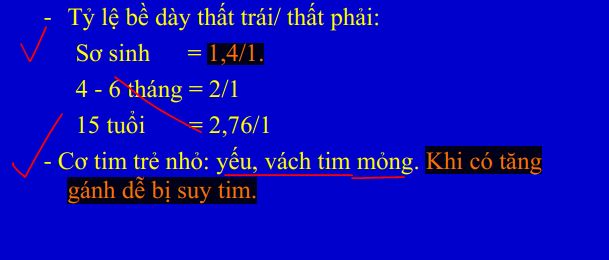 - Tỷ lệ bề dày thất trái/ thất phải:
Sơ sinh = 1,4/1.
4 - 6 tháng = 2/1
15 tuổi = 2,76/1
- Cơ tim trẻ nhỏ: yếu, vách tim mỏng. Khi có tăng
gánh dễ bị suy tim.